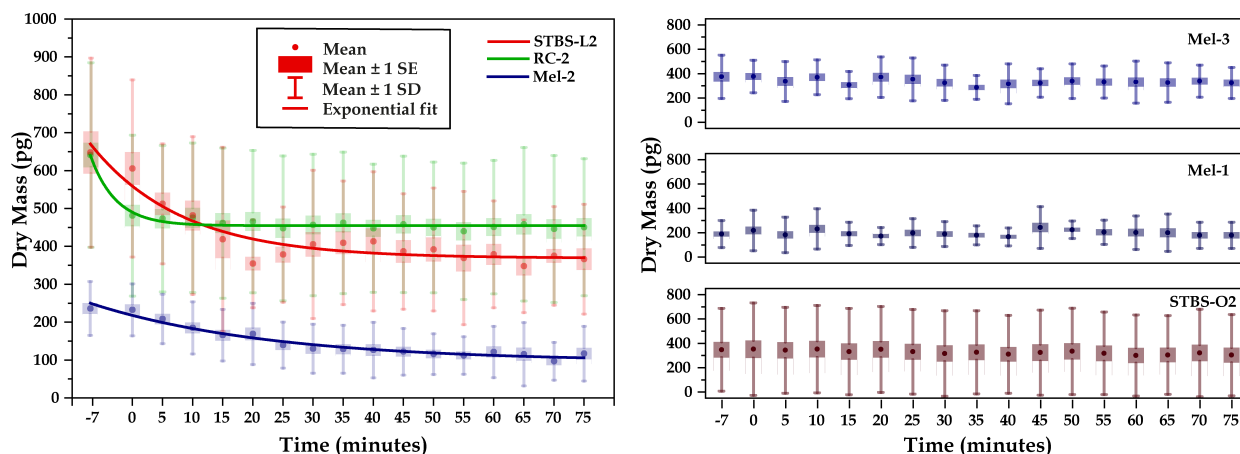 1000
900
800
700
600
500
400
300
200
100
0
Dry Mass (pg)
Mean
Mean ± 1 SE
Mean ± 1 SD
Exponential fit
STBS-L2
RC-2
Mel-2
-7 0 5 10 15 20 25 30 35 40 45 50 55 60 65 70 75
Time (minutes)
Mel-3
800
600
400
200
0
Mel-1
800
600
400
200
0
STBS-O2
800
600
400
200
0
Dry Mass (pg)
-7 0 5 10 15 20 25 30 35 40 45 50 55 60 65 70 75
Time (minutes)